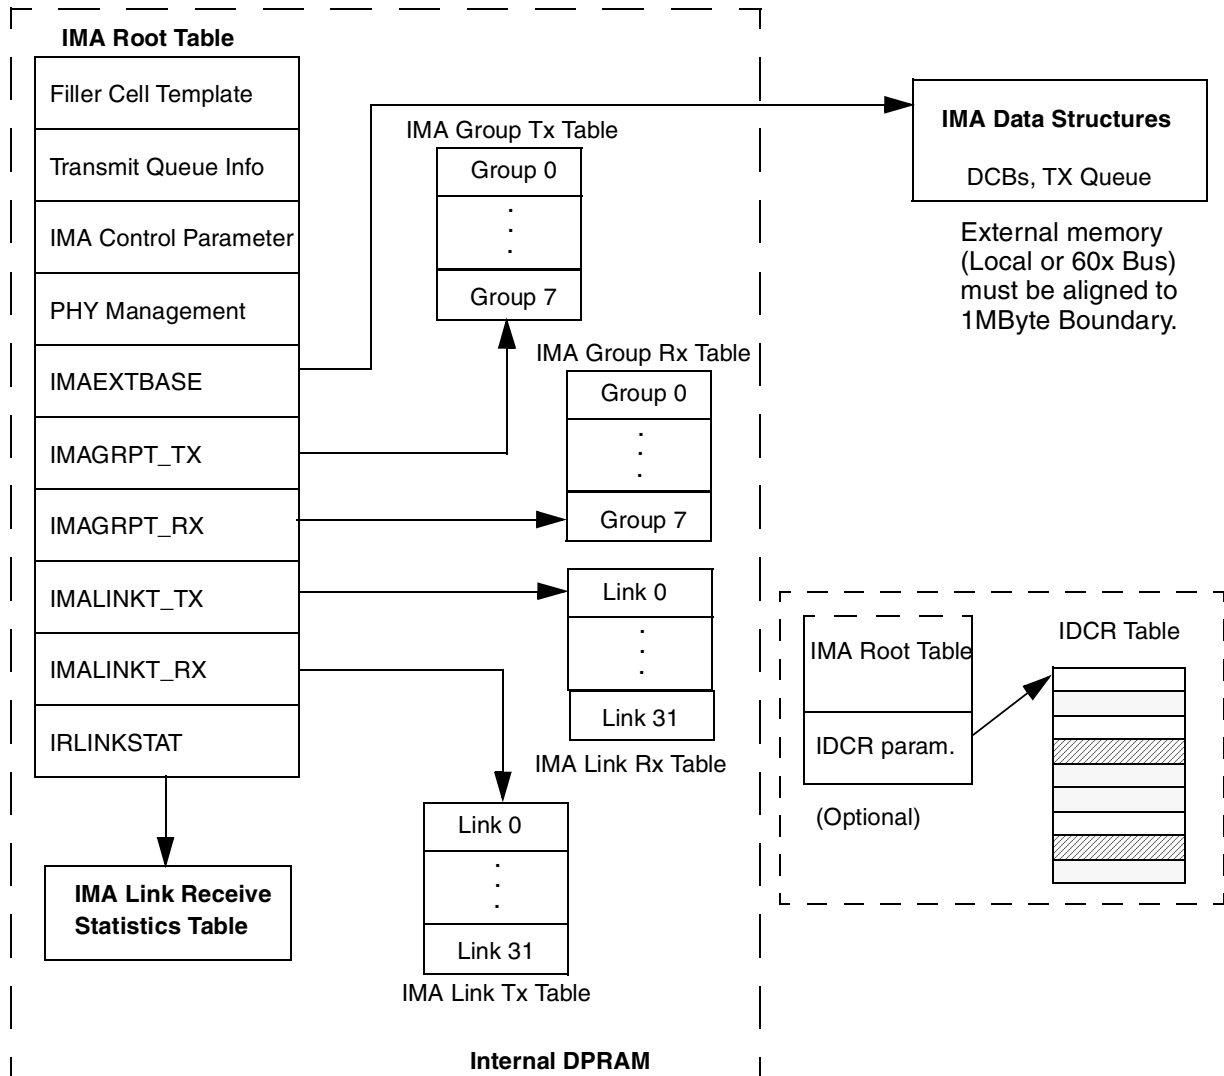 IMA Root Table
Filler Cell Template
Transmit Queue Info
IMA Control Parameter
PHY Management
IMAEXTBASE
IMAGRPT_TX
IMAGRPT_RX
IMALINKT_TX
IMALINKT_RX
IRLINKSTAT
IMA Link Receive
Statistics Table
IMA Group Tx Table
Group 0
.
.
.
Group 7
IMA Group Rx Table
Group 0
.
.
.
Group 7
Link 0
.
.
.
Link 31
IMA Link Rx Table
Link 0
.
.
.
Link 31
IMA Link Tx Table
Internal DPRAM
IMA Data Structures
DCBs, TX Queue
External memory
(Local or 60x Bus)
must be aligned to
1MByte Boundary.
IMA Root Table
IDCR param.
(Optional)
IDCR Table